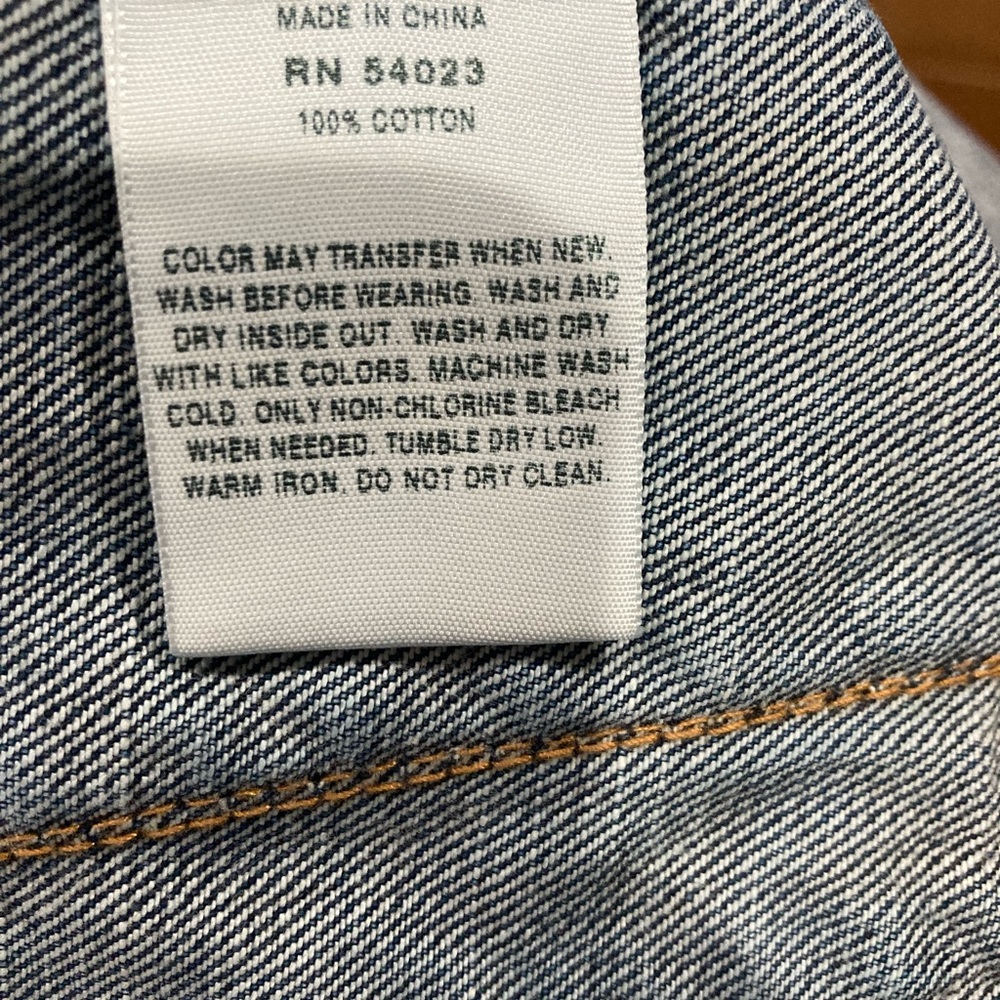 MADE IN CHINA
RN 54023
100% COTTON
COLOR MAY TRANSFER WHEN NEW.
WASH BEFORE WEARING. WASH AND
DRY INSIDE OUT. WASH AND DRY
WITH LIKE COLORS. MACHINE WASH
COLD. ONLY NON-CHLORINE BLEACH
WHEN NEEDED. TUMBLE DRY LOW.
WARM IRON. DO NOT DRY CLEAN.